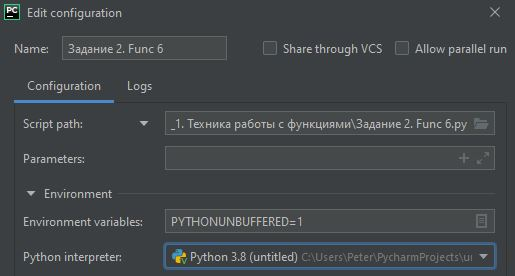 PC Edit configuration
Name: Задание 2. Func 6 Share through VCS Allow parallel run
Configuration Logs
Script path: _1. Техника работы с функциями\Задание 2. Func 6.py
Parameters:
Environment
Environment variables: PYTHONUNBUFFERED=1
Python interpreter: Python 3.8 (untitled) C:\Users\Peter\PycharmProjects\